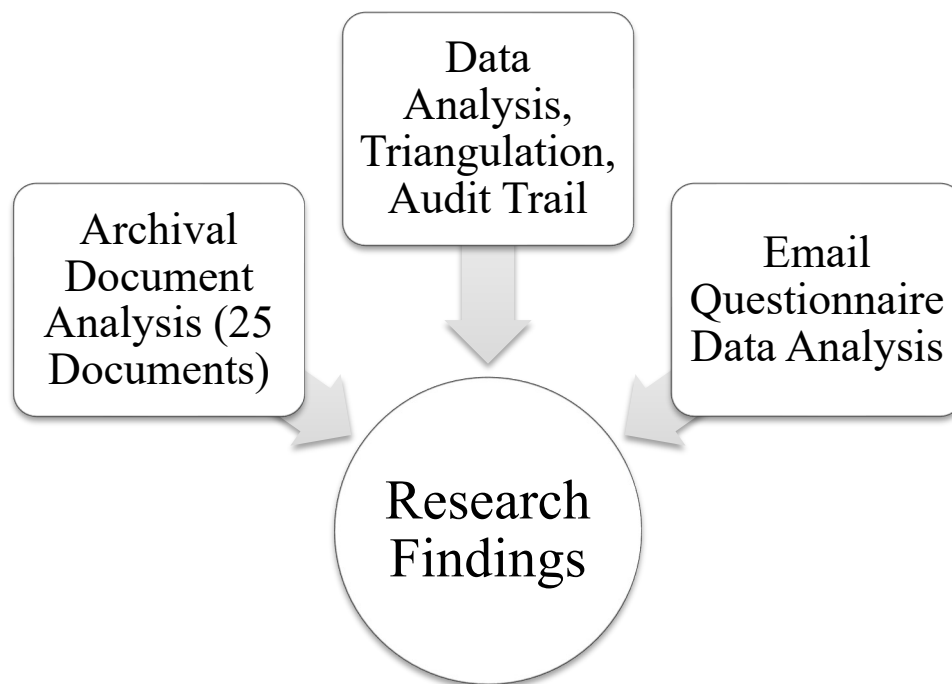 Data
Analysis,
Triangulation,
Audit Trail
Archival
Document
Analysis (25
Documents)
Email
Questionnaire
Data Analysis
Research
Findings